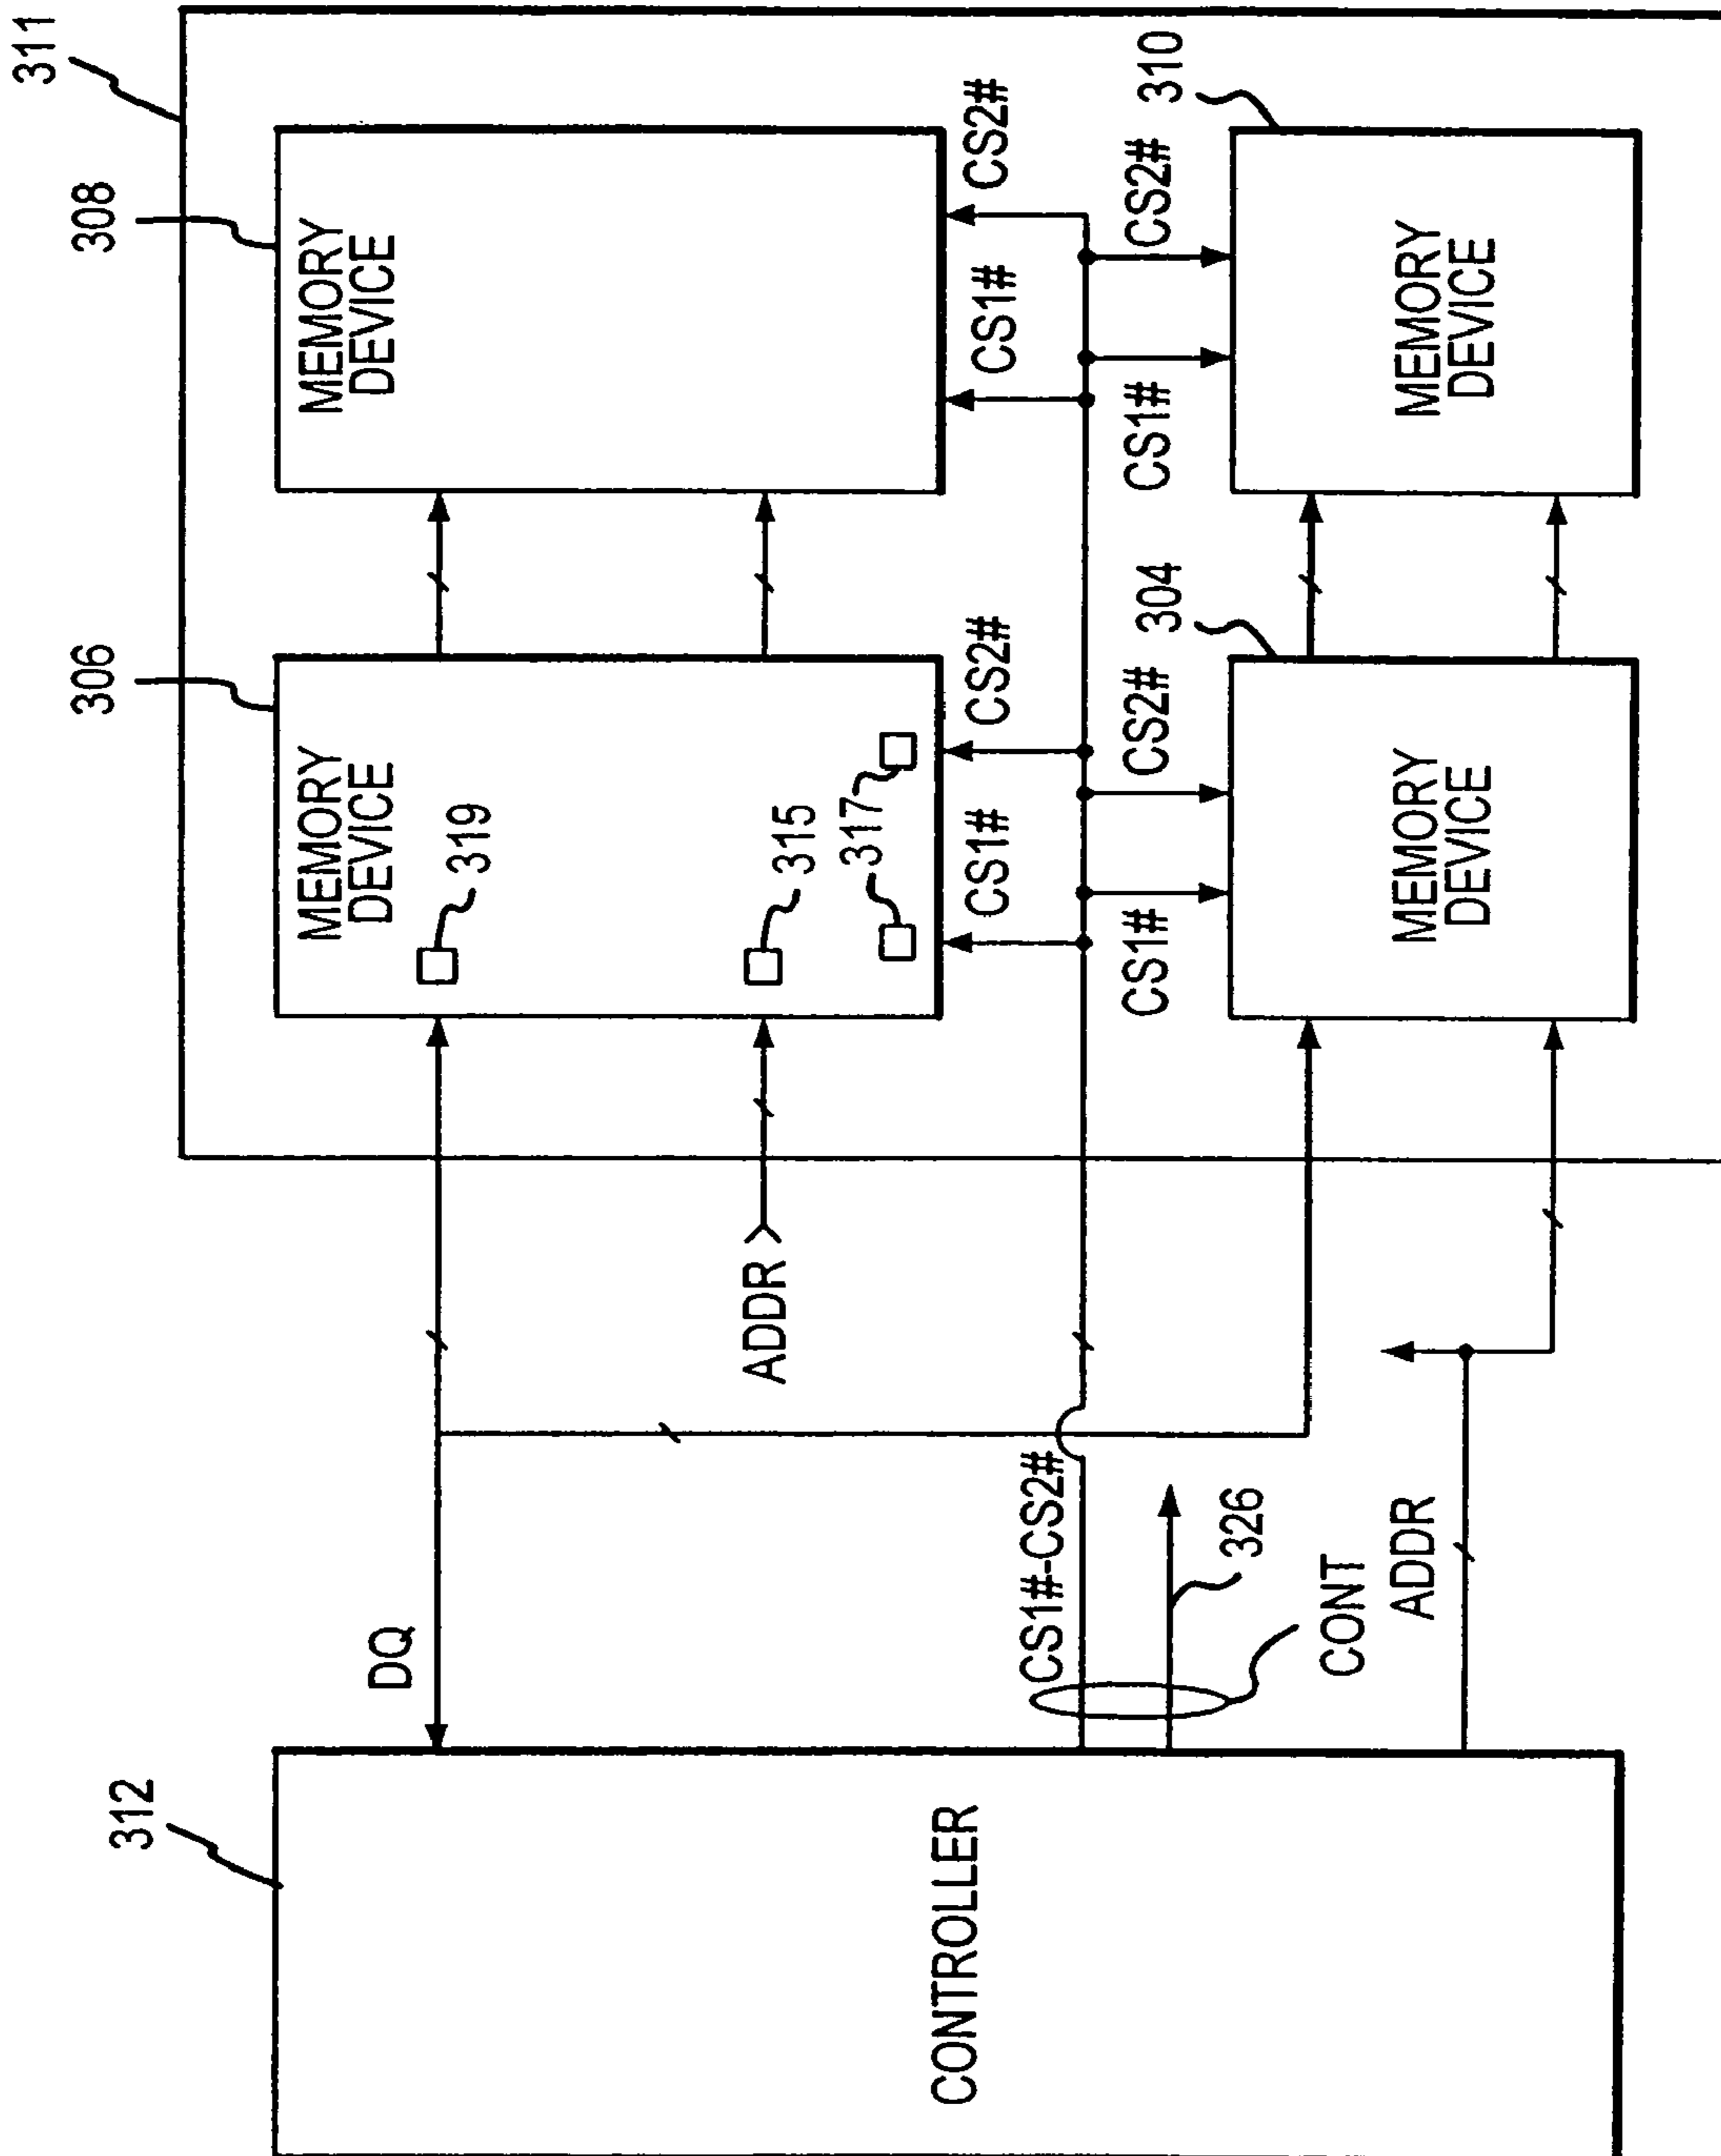 311
308
306
310
304
312
MEMORY
DEVICE
319
315
317
MEMORY
DEVICE
CS1#
CS2#
CS1#
CS2#
CS1#
CS2#
CS1#
CS2#
MEMORY
DEVICE
MEMORY
DEVICE
DQ
ADDR
CS1#-CS2#
326
CONT
ADDR
CONTROLLER